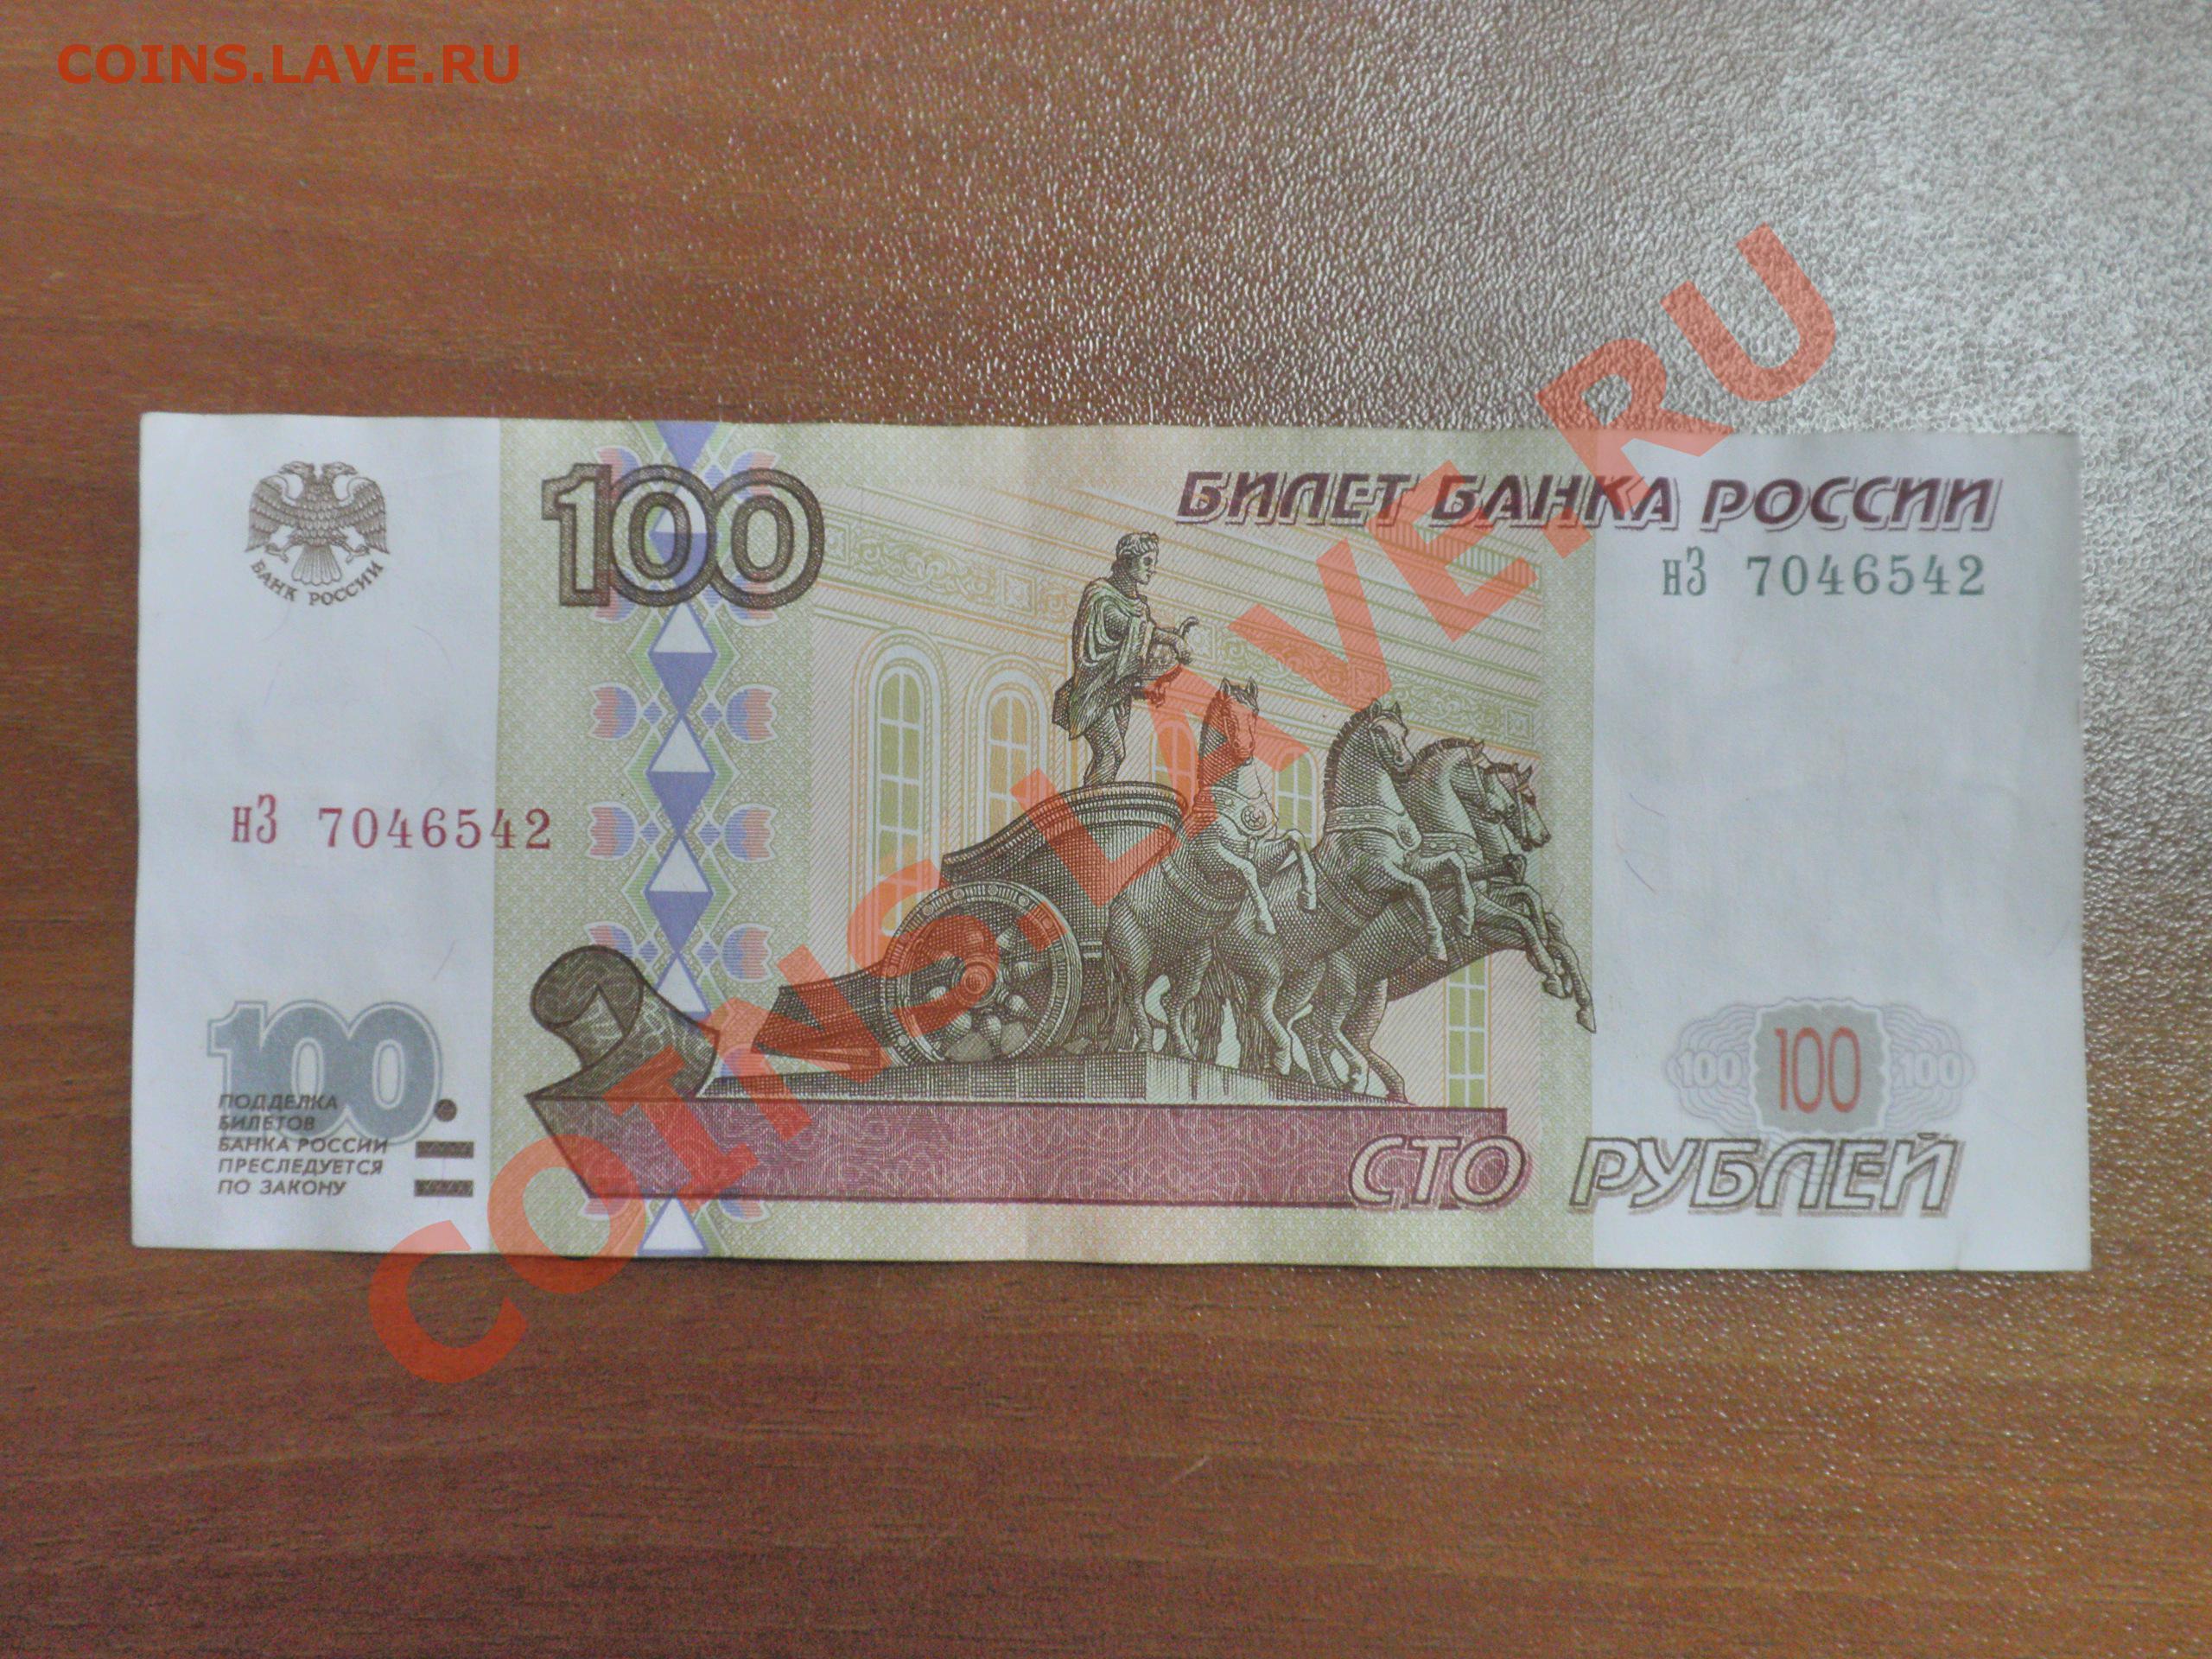 COINS.LAVE.RU
100
БИЛЕТ БАНКА РОССИИ
нЗ 7046542
БАНК РОССИИ
нЗ 7046542
100
ПОДДЕЛКА
БИЛЕТОВ
БАНКА РОССИИ
ПРЕСЛЕДУЕТСЯ
ПО ЗАКОНУ
100 100 100
СТО РУБЛЕЙ
COINS.LAVE.RU